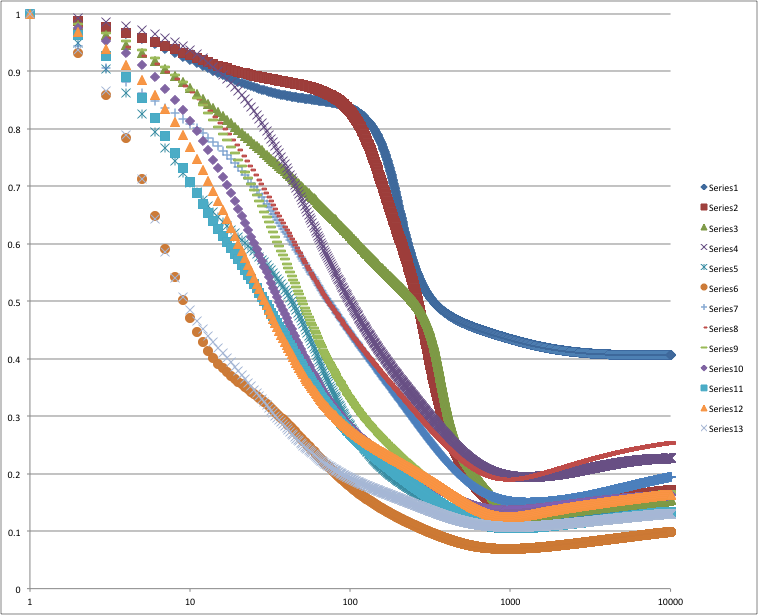 1
0.9
0.8
0.7
0.6
0.5
0.4
0.3
0.2
0.1
0
1 10 100 1000 10000
Series1
Series2
Series3
Series4
Series5
Series6
Series7
Series8
Series9
Series10
Series11
Series12
Series13